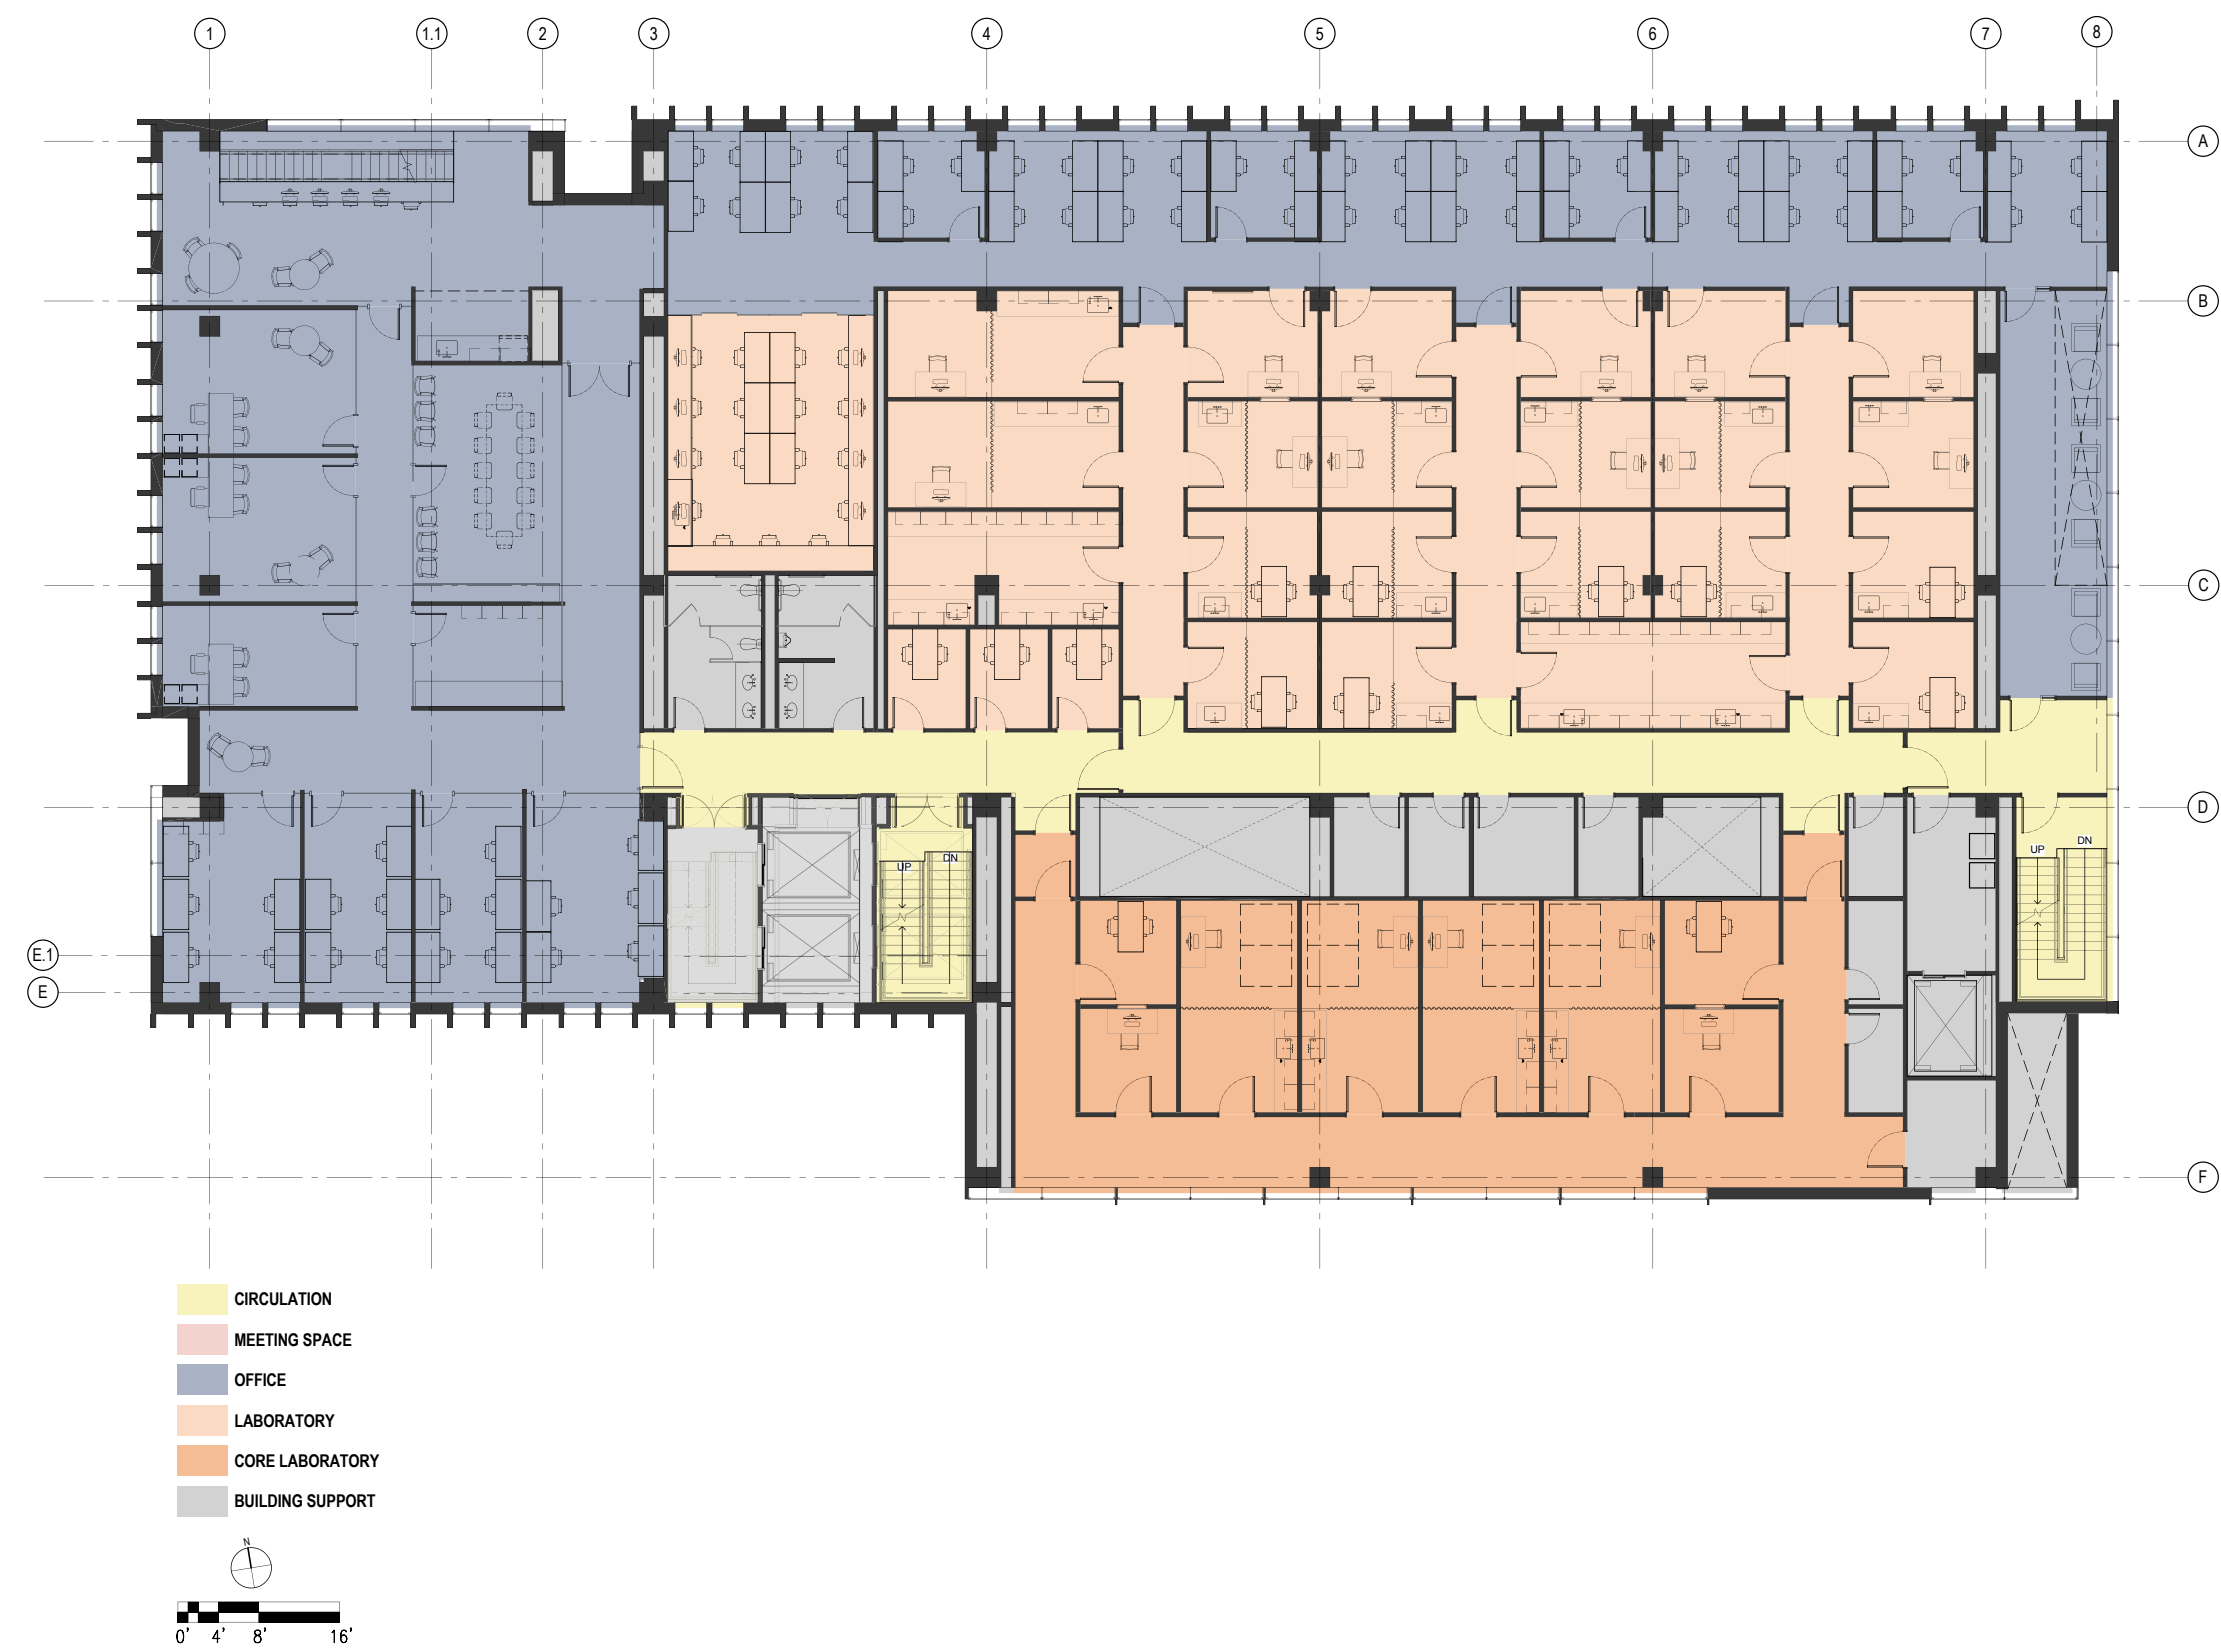 1 1.1 2 3 4 5 6 7 8
A
B
C
D
UP DN UP DN
E.1
E
F
CIRCULATION
MEETING SPACE
OFFICE
LABORATORY
CORE LABORATORY
BUILDING SUPPORT
N
0' 4' 8' 16'